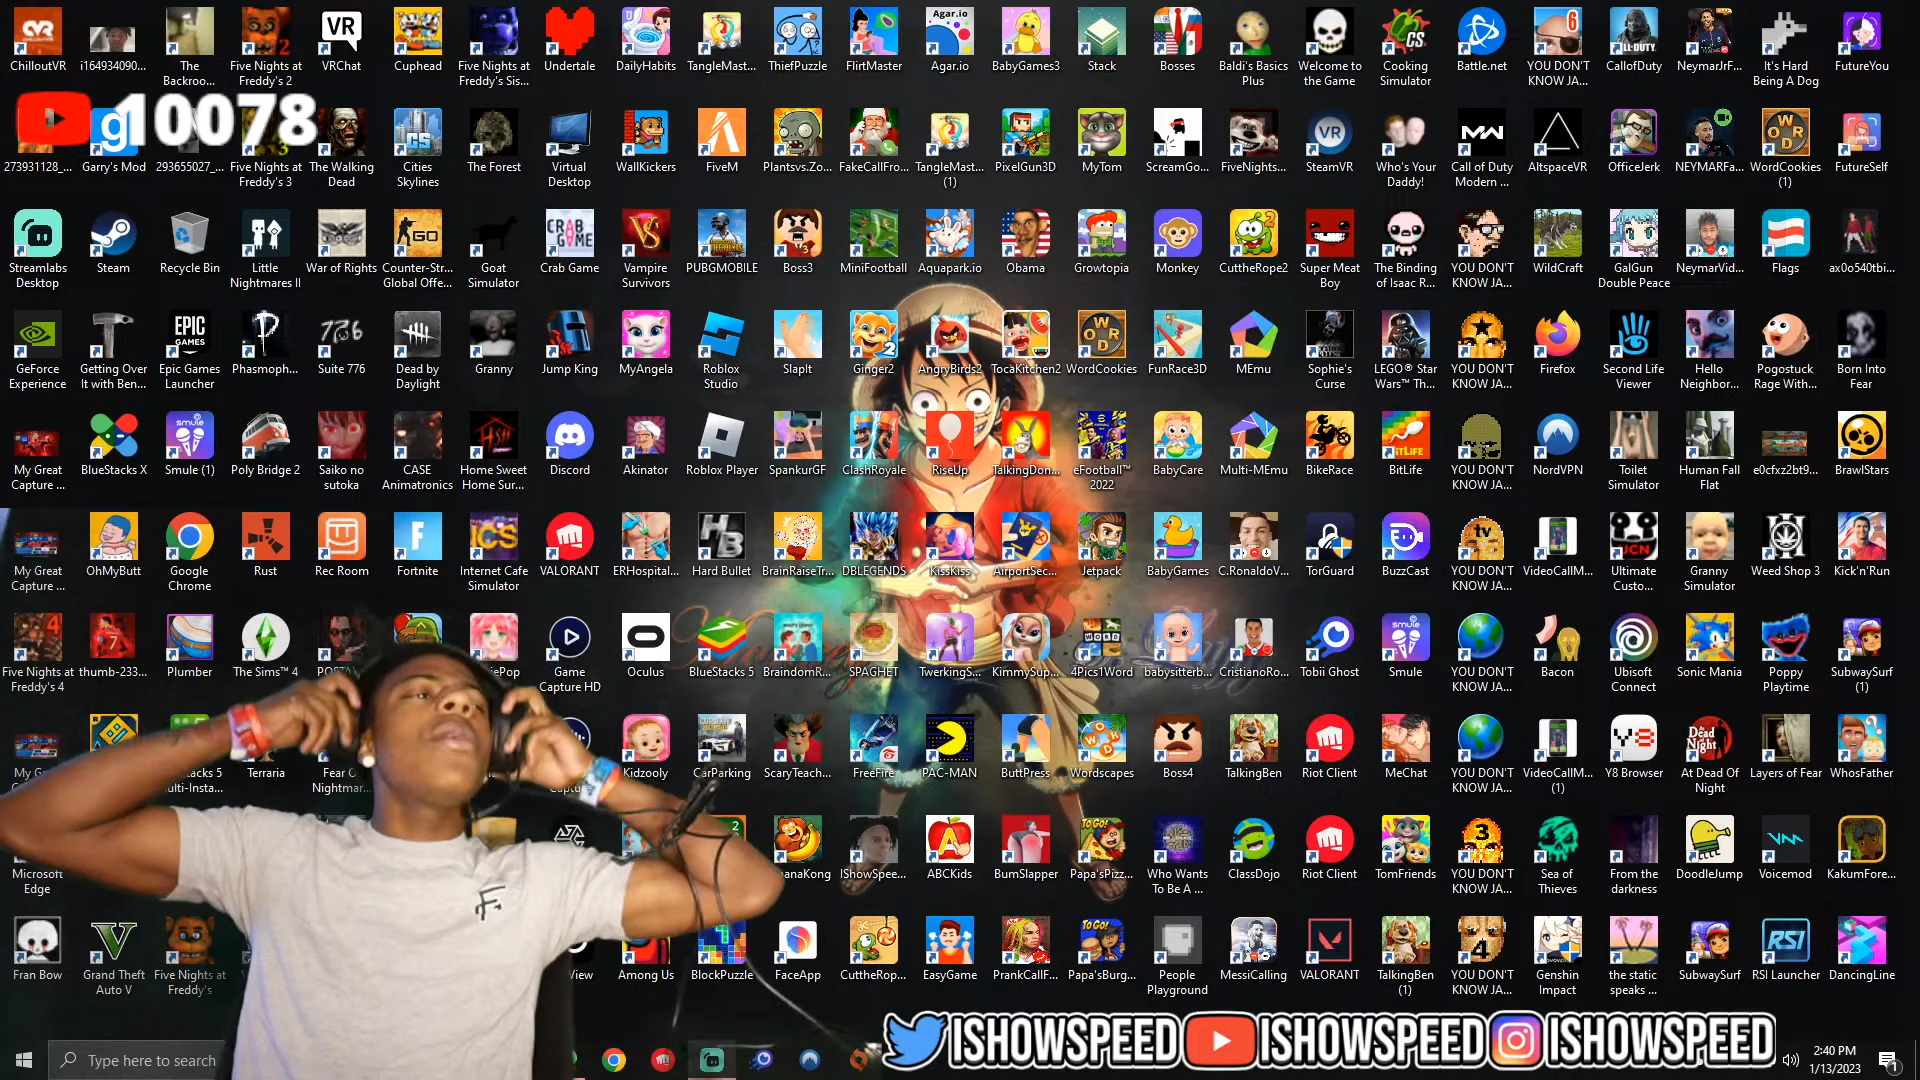 ChilloutVR i164934090... The Backroo... Five Nights at Freddy's 2 VRChat Cuphead Five Nights at Freddy's Sis... Undertale DailyHabits TangleMast... ThiefPuzzle FlirtMaster Agar.io BabyGames3 Stack Bosses Baldi's Basics Plus Welcome to the Game Cooking Simulator Battle.net YOU DON'T KNOW JA... CallofDuty NeymarJrF... It's Hard Being A Dog FutureYou
10078
273931128_... Garry's Mod 293655027_... Five Nights at Freddy's 3 The Walking Dead Cities Skylines The Forest Virtual Desktop WallKickers FiveM Plantsvs.Zo... FakeCallFro... TangleMast... (1) PixelGun3D MyTom ScreamGo... FiveNights... SteamVR Who's Your Daddy! Call of Duty Modern ... AltspaceVR OfficeJerk NEYMARFa... WordCookies (1) FutureSelf
Streamlabs Desktop Steam Recycle Bin Little Nightmares II War of Rights Counter-Str... Global Offe... Goat Simulator Crab Game Vampire Survivors PUBGMOBILE Boss3 MiniFootball Aquapark.io Obama Growtopia Monkey CuttheRope2 Super Meat Boy The Binding of Isaac R... YOU DON'T KNOW JA... WildCraft GalGun Double Peace NeymarVid... Flags ax0o540tbi...
GeForce Experience Getting Over It with Ben... Epic Games Launcher Phasmoph... Suite 776 Dead by Daylight Granny Jump King MyAngela Roblox Studio SlapIt Ginger2 AngryBirds2 TocaKitchen2 WordCookies FunRace3D MEmu Sophie's Curse LEGO® Star Wars™ Th... YOU DON'T KNOW JA... Firefox Second Life Viewer Hello Neighbor... Pogostuck Rage With... Born Into Fear
My Great Capture ... BlueStacks X Smule (1) Poly Bridge 2 Saiko no sutoka CASE Animatronics Home Sweet Home Sur... Discord Akinator Roblox Player SpankurGF ClashRoyale RiseUp TalkingDon... eFootball™ 2022 BabyCare Multi-MEmu BikeRace BitLife YOU DON'T KNOW JA... NordVPN Toilet Simulator Human Fall Flat e0cfxz2bt9... BrawlStars
My Great Capture ... OhMyButt Google Chrome Rust Rec Room Fortnite Internet Cafe Simulator VALORANT ERHospital... Hard Bullet BrainRaiseTr... DBLEGENDS KissKiss AirportSec... Jetpack BabyGames C.RonaldoV... TorGuard BuzzCast YOU DON'T KNOW JA... VideoCallM... Ultimate Custo... Granny Simulator Weed Shop 3 Kick'n'Run
Five Nights at Freddy's 4 thumb-233... Plumber The Sims™ 4 Game Capture HD Oculus BlueStacks 5 BraindomR... SPAGHET TwerkingS... KimmySup... 4Pics1Word babysitterb... CristianoRo... Tobii Ghost Smule YOU DON'T KNOW JA... Bacon Ubisoft Connect Sonic Mania Poppy Playtime SubwaySurf (1)
Terraria Kidzooly CarParking ScaryTeach... FreeFire PAC-MAN ButtPress Wordscapes Boss4 TalkingBen Riot Client MeChat YOU DON'T KNOW JA... VideoCallM... (1) Y8 Browser At Dead Of Night Layers of Fear WhosFather
Microsoft Edge IShowSpee... ABCKids BumSlapper Papa'sPizz... Who Wants To Be A ... ClassDojo Riot Client TomFriends YOU DON'T KNOW JA... Sea of Thieves From the darkness DoodleJump Voicemod KakumFore...
Fran Bow Grand Theft Auto V Five Nights at Freddy's Among Us BlockPuzzle FaceApp CuttheRop... EasyGame PrankCallF... Papa'sBurg... People Playground MessiCalling VALORANT TalkingBen (1) YOU DON'T KNOW JA... Genshin Impact the static speaks ... SubwaySurf RSI Launcher DancingLine
ISHOWSPEED ISHOWSPEED ISHOWSPEED
Type here to search
2:40 PM
1/13/2023